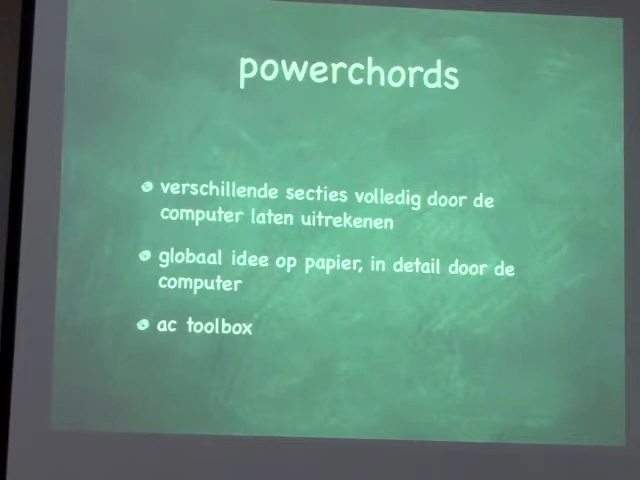 powerchords
verschillende secties volledig door de
computer laten uitrekenen
globaal idee op papier, in detail door de
computer
ac toolbox